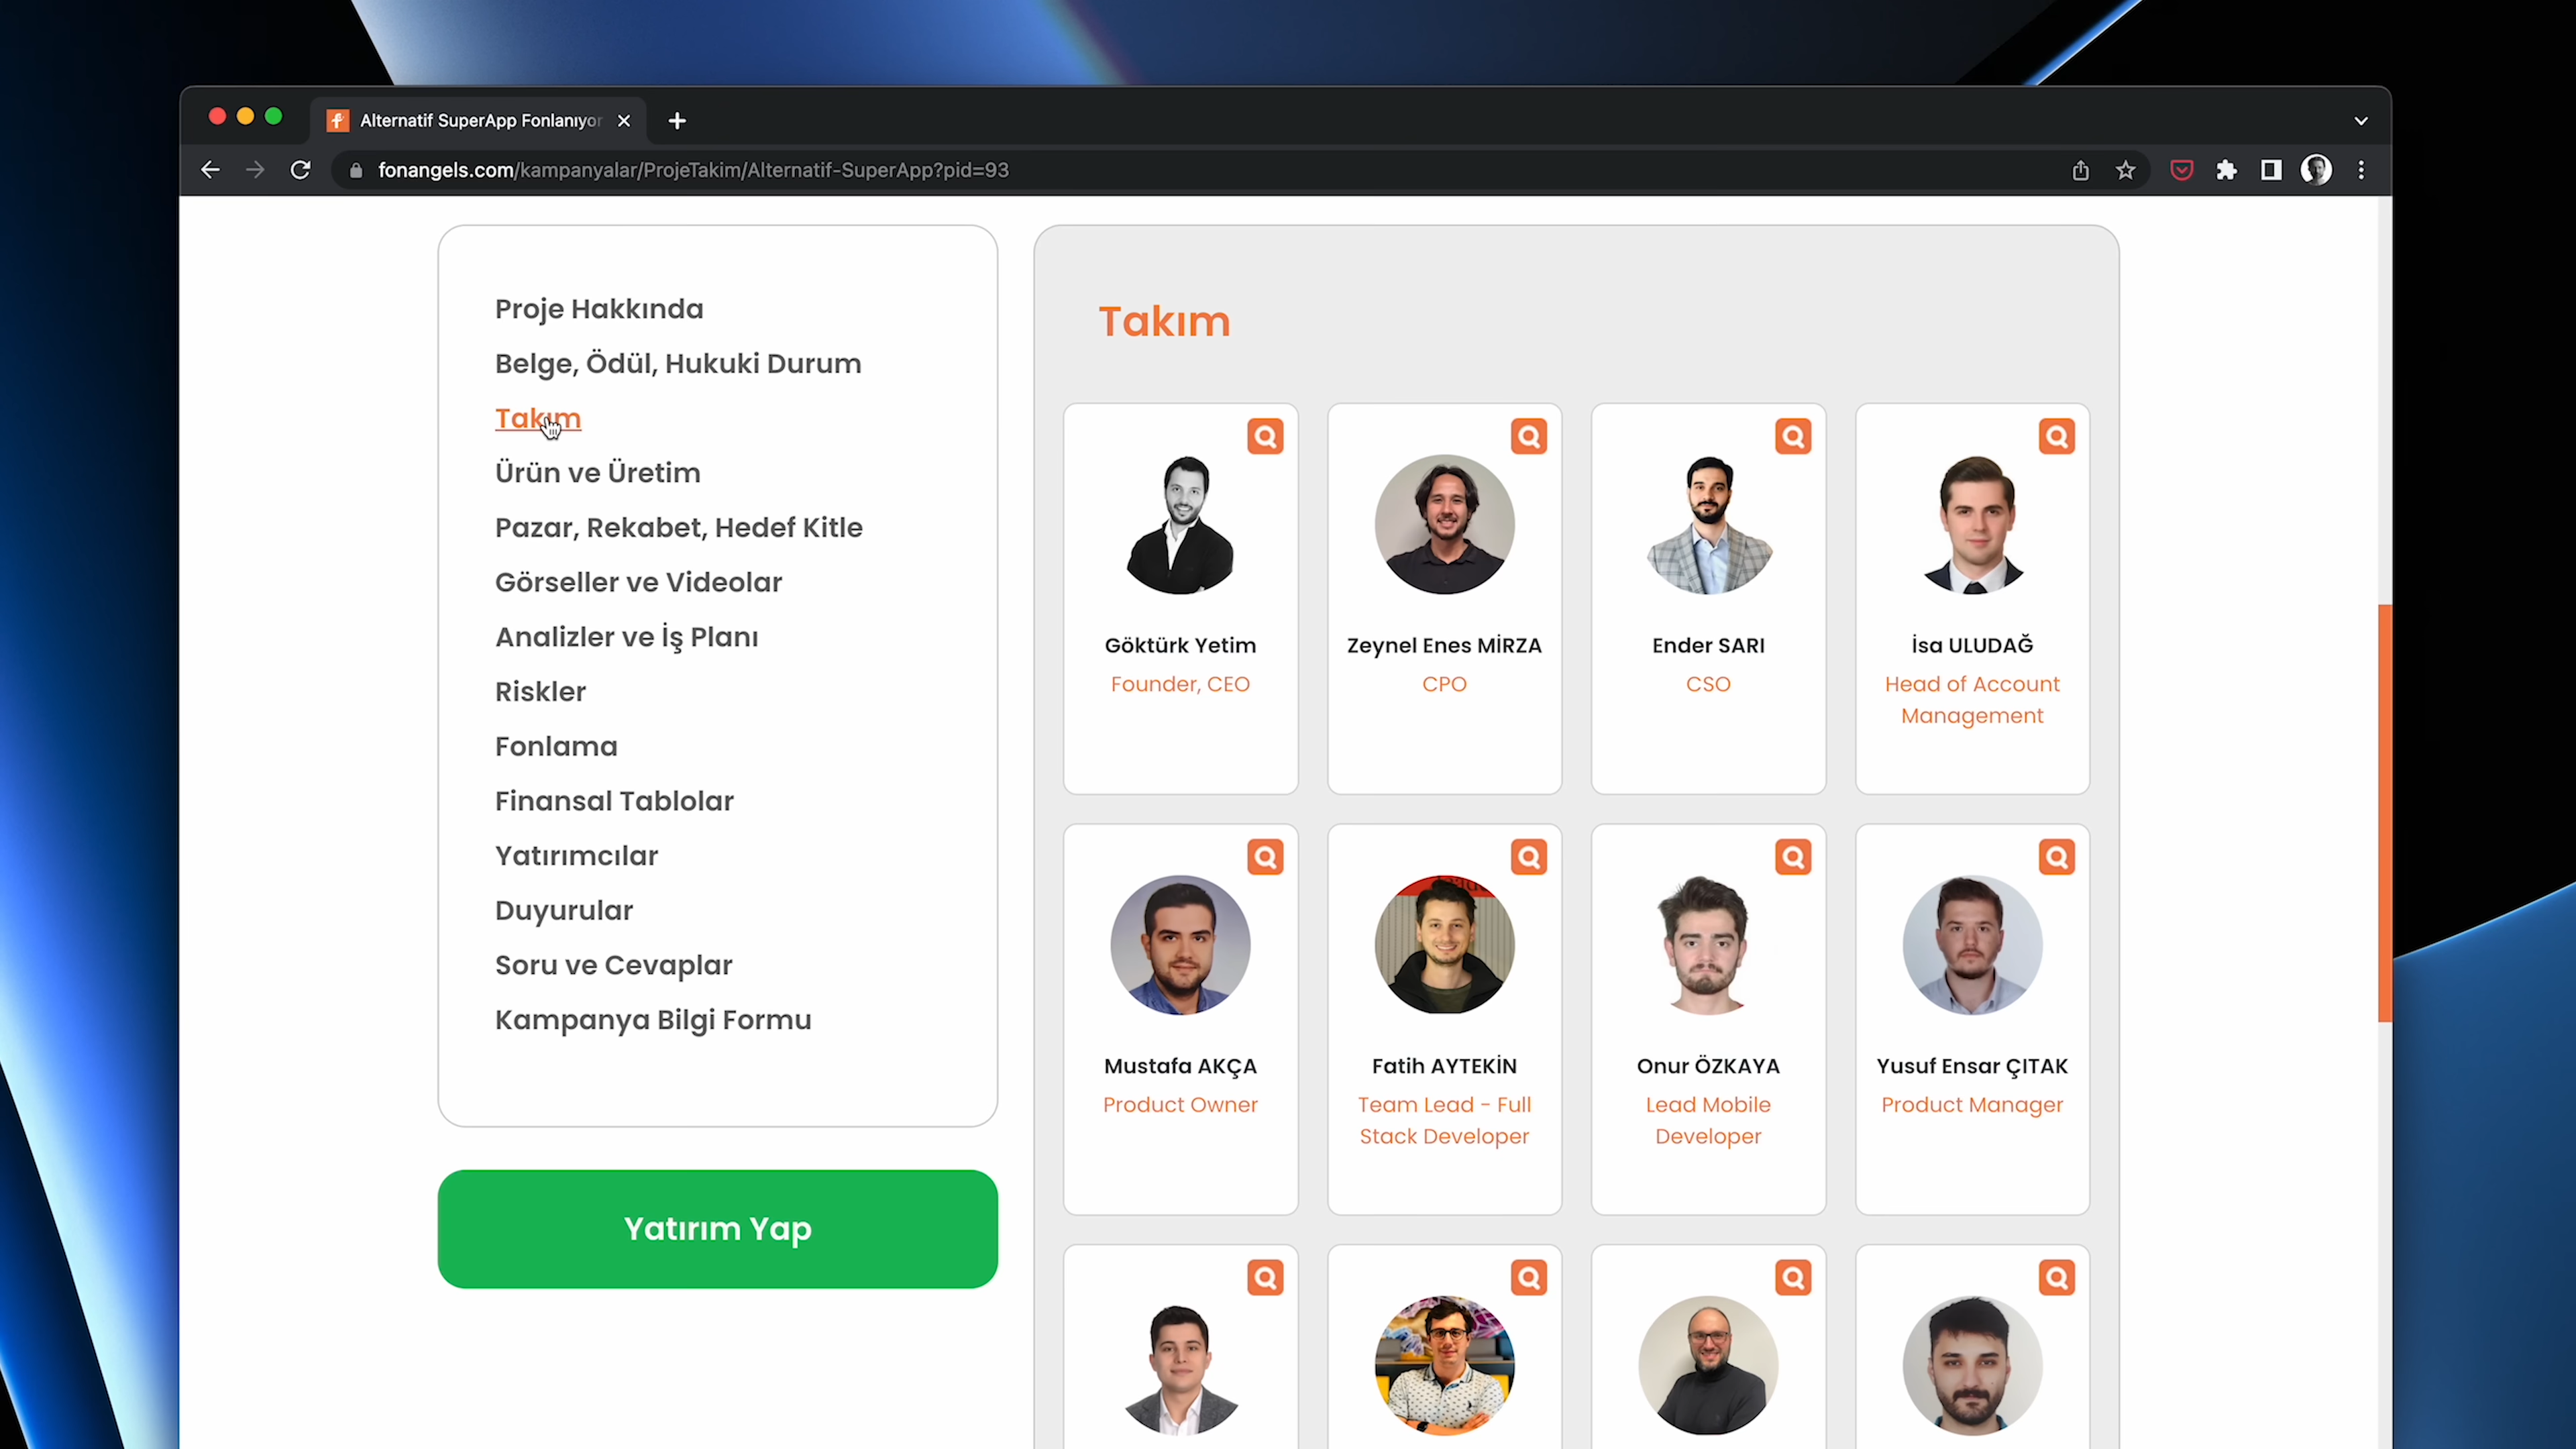 Alternatif SuperApp Fonlanıyor
fonangels.com/kampanyalar/ProjeTakim/Alternatif-SuperApp?pid=93
Proje Hakkında
Belge, Ödül, Hukuki Durum
Takım
Ürün ve Üretim
Pazar, Rekabet, Hedef Kitle
Görseller ve Videolar
Analizler ve İş Planı
Riskler
Fonlama
Finansal Tablolar
Yatırımcılar
Duyurular
Soru ve Cevaplar
Kampanya Bilgi Formu
Yatırım Yap
Takım
Göktürk Yetim
Founder, CEO
Zeynel Enes MİRZA
CPO
Ender SARI
CSO
İsa ULUDAĞ
Head of Account
Management
Mustafa AKÇA
Product Owner
Fatih AYTEKİN
Team Lead - Full
Stack Developer
Onur ÖZKAYA
Lead Mobile
Developer
Yusuf Ensar ÇITAK
Product Manager